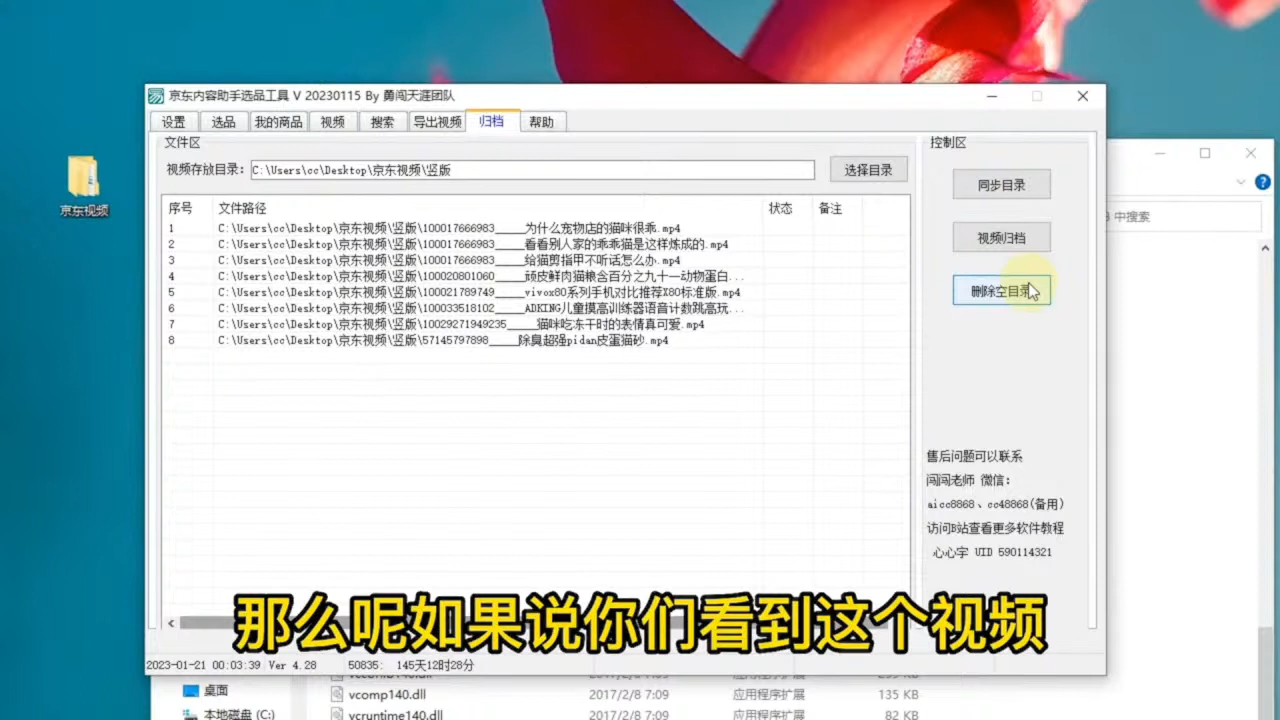 京东内容助手选品工具 V 20230115 By 勇闯天涯团队
设置 选品 我的商品 视频 搜索 导出视频 归档 帮助
文件区
控制区
视频存放目录: C:\Users\cc\Desktop\京东视频\竖版 选择目录
京东视频
序号 文件路径 状态 备注
1 C:\Users\cc\Desktop\京东视频\竖版\100017666983_____为什么宠物店的猫咪很乖.mp4
2 C:\Users\cc\Desktop\京东视频\竖版\100017666983_____看看别人家的乖乖猫是这样炼成的.mp4
3 C:\Users\cc\Desktop\京东视频\竖版\100017666983_____给猫剪指甲不听话怎么办.mp4
4 C:\Users\cc\Desktop\京东视频\竖版\100020801060_____顽皮鲜肉猫粮含百分之九十一动物蛋白...
5 C:\Users\cc\Desktop\京东视频\竖版\100021789749_____vivox80系列手机对比推荐X80标准版.mp4
6 C:\Users\cc\Desktop\京东视频\竖版\100033518102_____ADKING儿童摸高训练器语音计数跳高玩...
7 C:\Users\cc\Desktop\京东视频\竖版\10029271949235_____猫咪吃冻干时的表情真可爱.mp4
8 C:\Users\cc\Desktop\京东视频\竖版\57145797898_____除臭超强pidan皮蛋猫砂.mp4
同步目录
视频归档
删除空目录
中搜索
售后问题可以联系
闯闯老师 微信:
aicc8868、cc48868(备用)
访问B站查看更多软件教程
心心宇 UID 590114321
那么呢如果说你们看到这个视频
2023-01-21 00:03:39 Ver 4.28 50835: 145天12时28分
桌面
本地磁盘 (C:)
vcomp140.dll 2017/2/8 7:09 应用程序扩展 135 KB
vcruntime140.dll 2017/2/8 7:09 应用程序扩展 82 KB